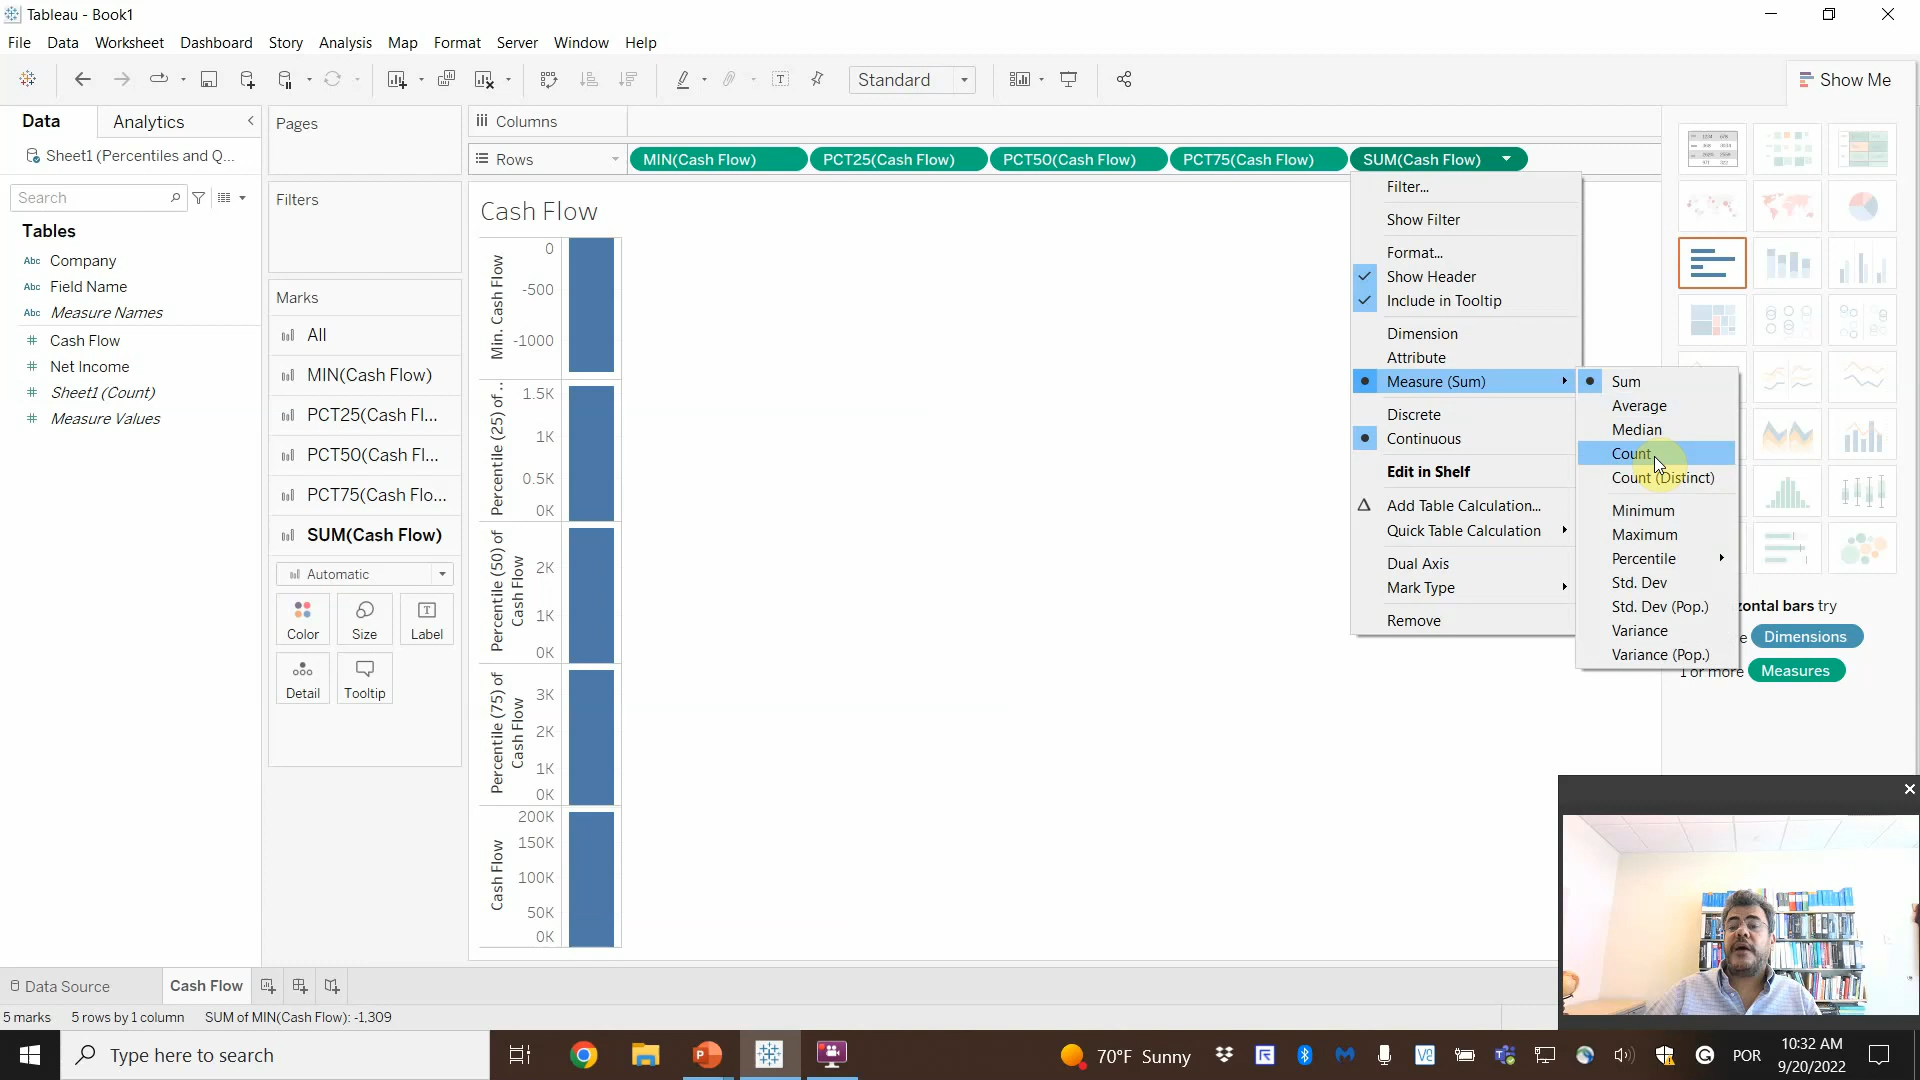 Tableau - Book1
File Data Worksheet Dashboard Story Analysis Map Format Server Window Help
Standard
Show Me
Data Analytics
Sheet1 (Percentiles and Q...
Search
Tables
Abc Company
Abc Field Name
Abc Measure Names
# Cash Flow
# Net Income
# Sheet1 (Count)
# Measure Values
Pages
Filters
Marks
All
MIN(Cash Flow)
PCT25(Cash Fl...
PCT50(Cash Fl...
PCT75(Cash Flo...
SUM(Cash Flow)
Automatic
Color Size Label
Detail Tooltip
Columns
Rows MIN(Cash Flow) PCT25(Cash Flow) PCT50(Cash Flow) PCT75(Cash Flow) SUM(Cash Flow)
Cash Flow
Min. Cash Flow
0
-500
-1000
Percentile (25) of ..
1.5K
1K
0.5K
0K
Percentile (50) of
Cash Flow
2K
1K
0K
Percentile (75) of
Cash Flow
3K
2K
1K
0K
Cash Flow
200K
150K
100K
50K
0K
Filter...
Show Filter
Format...
Show Header
Include in Tooltip
Dimension
Attribute
Measure (Sum)
Discrete
Continuous
Edit in Shelf
Add Table Calculation...
Quick Table Calculation
Dual Axis
Mark Type
Remove
Sum
Average
Median
Count
Count (Distinct)
Minimum
Maximum
Percentile
Std. Dev
Std. Dev (Pop.)
Variance
Variance (Pop.)
zontal bars try
Dimensions
1 or more Measures
Data Source Cash Flow
5 marks 5 rows by 1 column SUM of MIN(Cash Flow): -1,309
Type here to search
70°F Sunny
POR
10:32 AM
9/20/2022